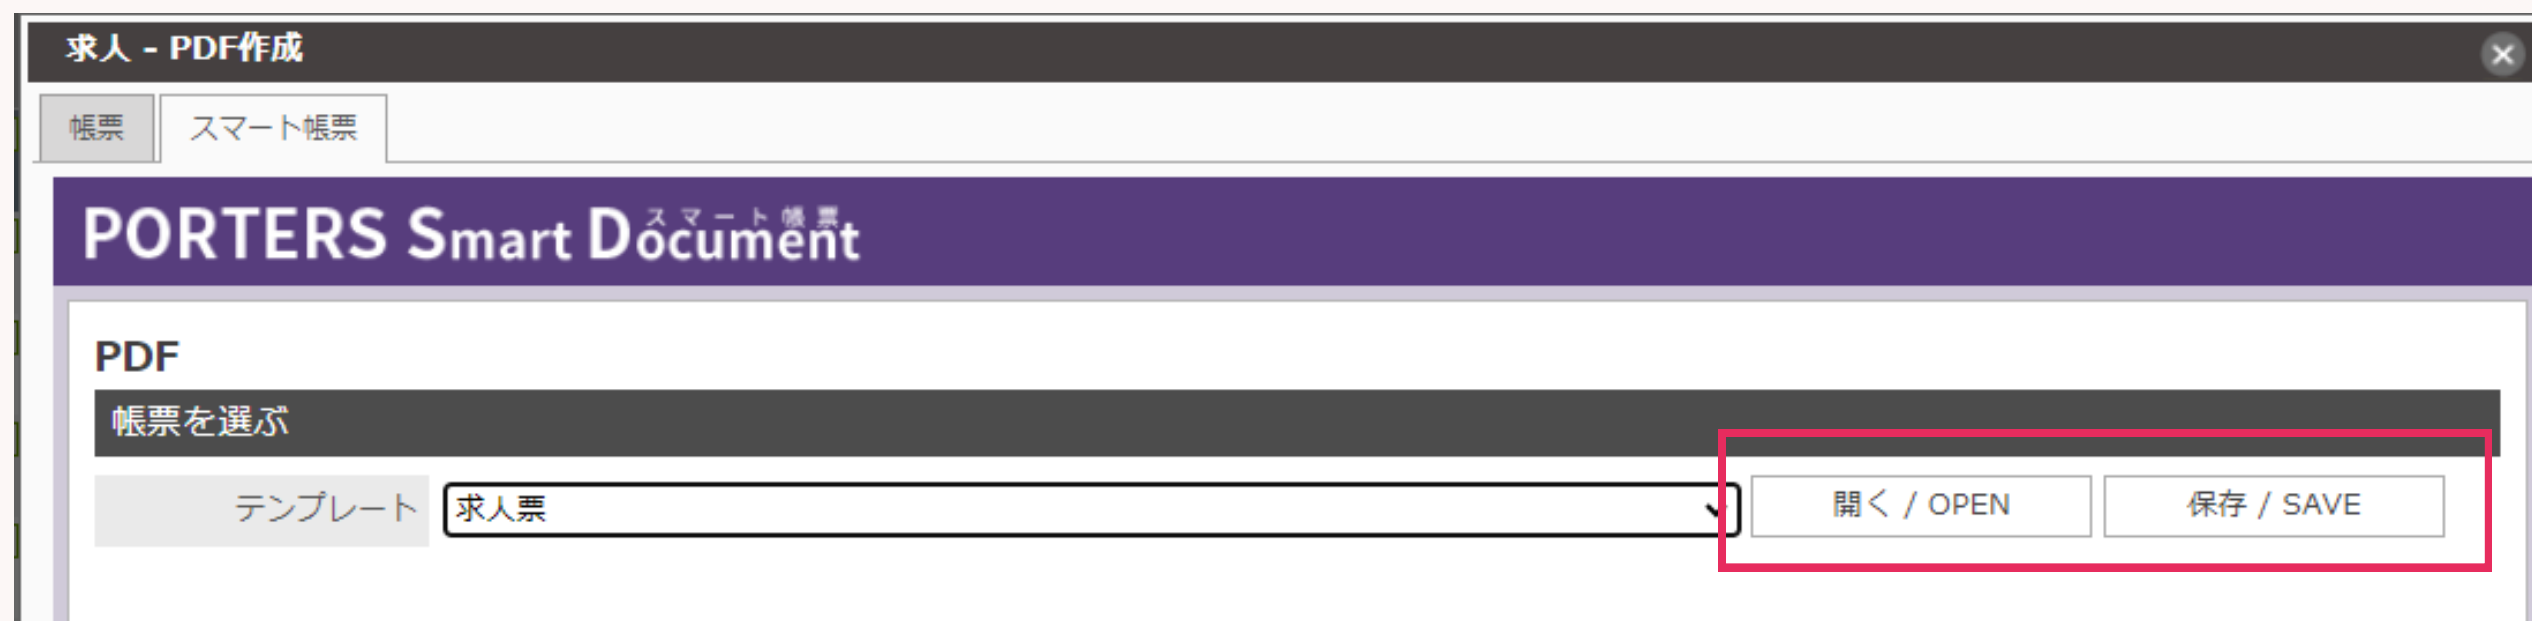 求人 - PDF作成
帳票
スマート帳票
スマート帳票
PORTERS Smart Document
PDF
帳票を選ぶ
テンプレート
求人票
開く / OPEN
保存 / SAVE